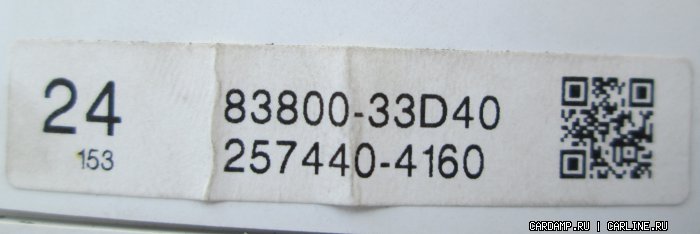 24
153
83800-33D40
257440-4160
CARDAMP.RU | CARLINE.RU